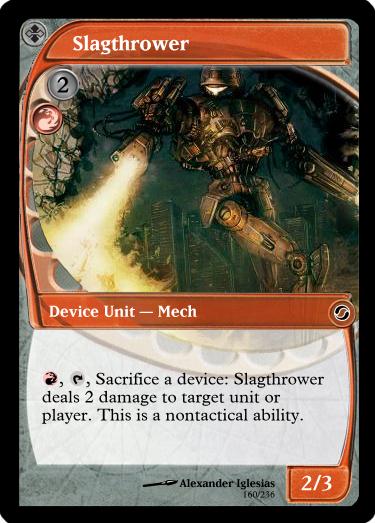 Slagthrower
2
Device Unit — Mech
, , Sacrifice a device: Slagthrower
deals 2 damage to target unit or
player. This is a nontactical ability.
Alexander Iglesias
160/236
2/3